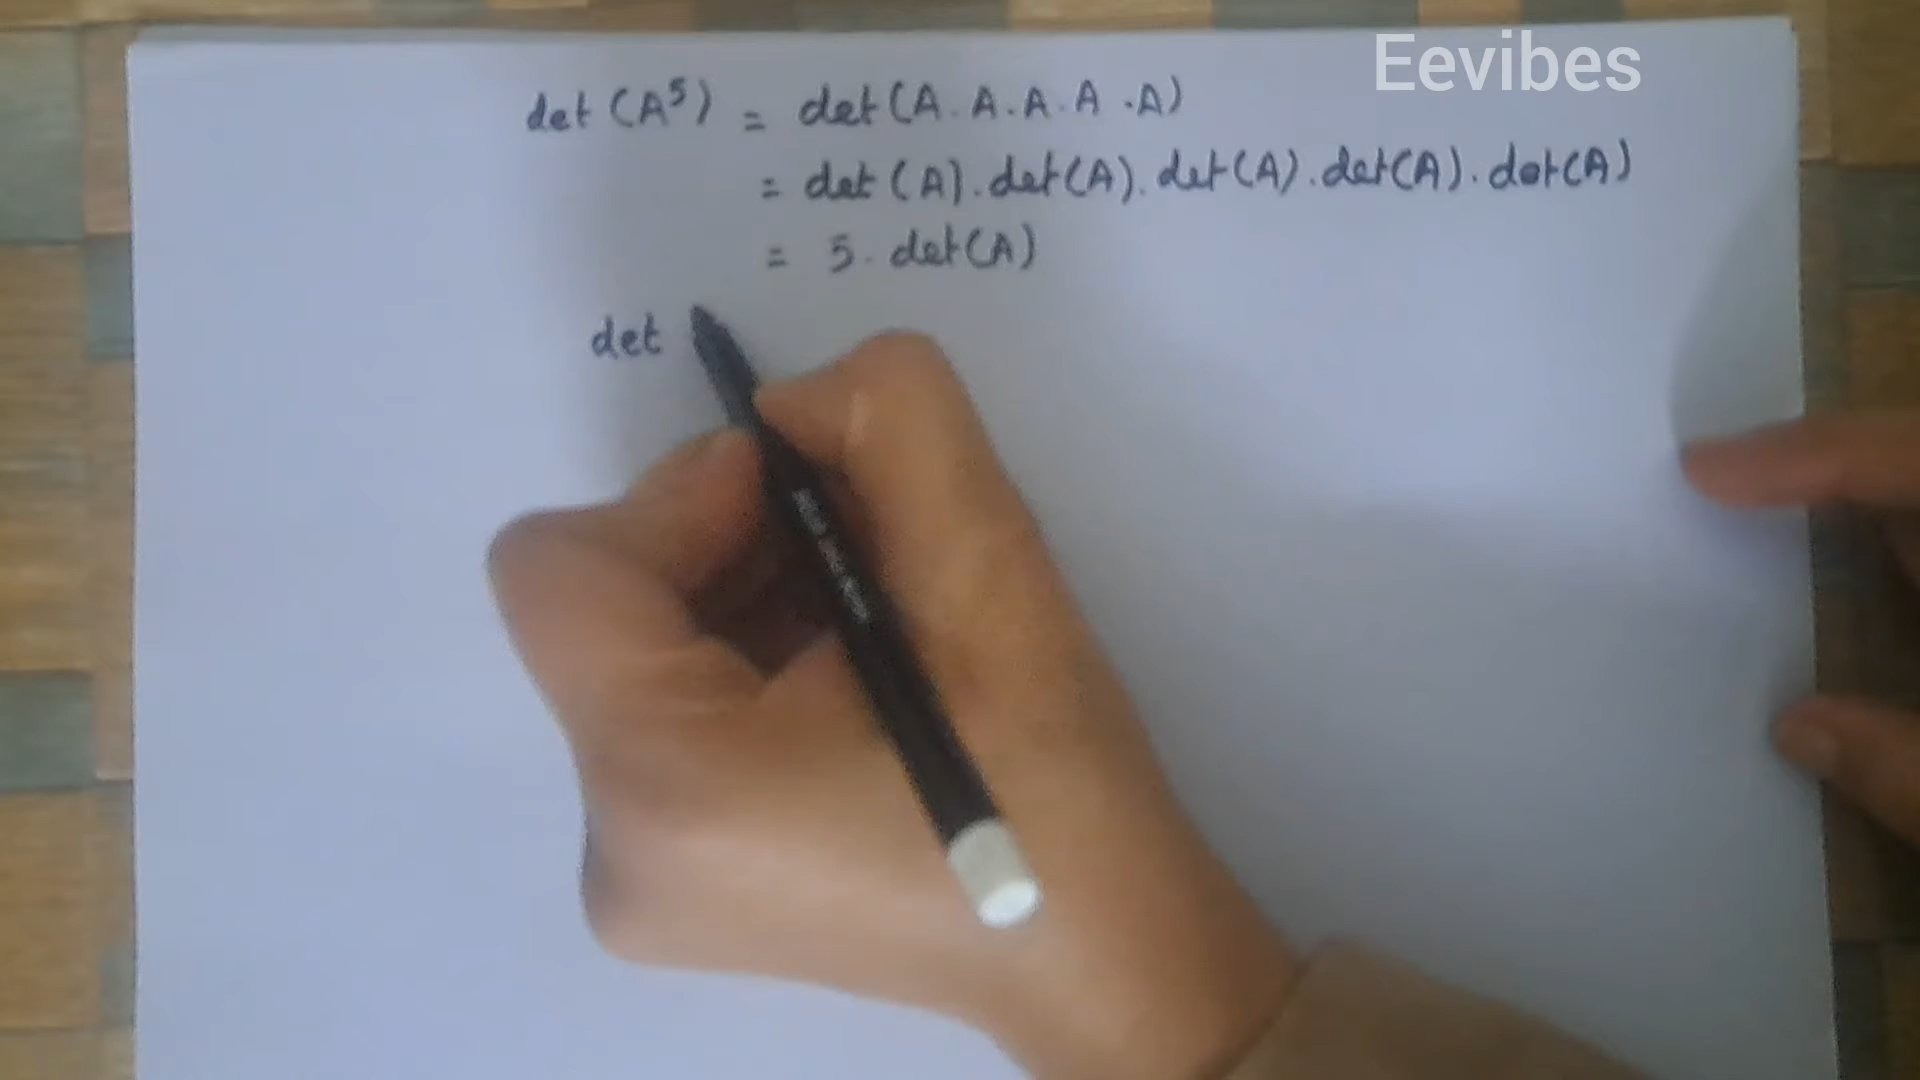 Eevibes
det (A⁵) = det (A . A . A . A . A)
= det (A) . det (A) . det (A) . det (A) . det (A)
= 5 . det (A)
det